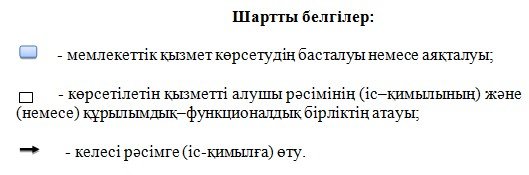 Шартты белгілер:
- мемлекеттік қызмет көрсетудің басталуы немесе аяқталуы;
- көрсетілетін қызметті алушы рәсімінің (іс–қимылының) және
(немесе) құрылымдық–функционалдық бірліктің атауы;
- келесі рәсімге (іс-қимылға) өту.